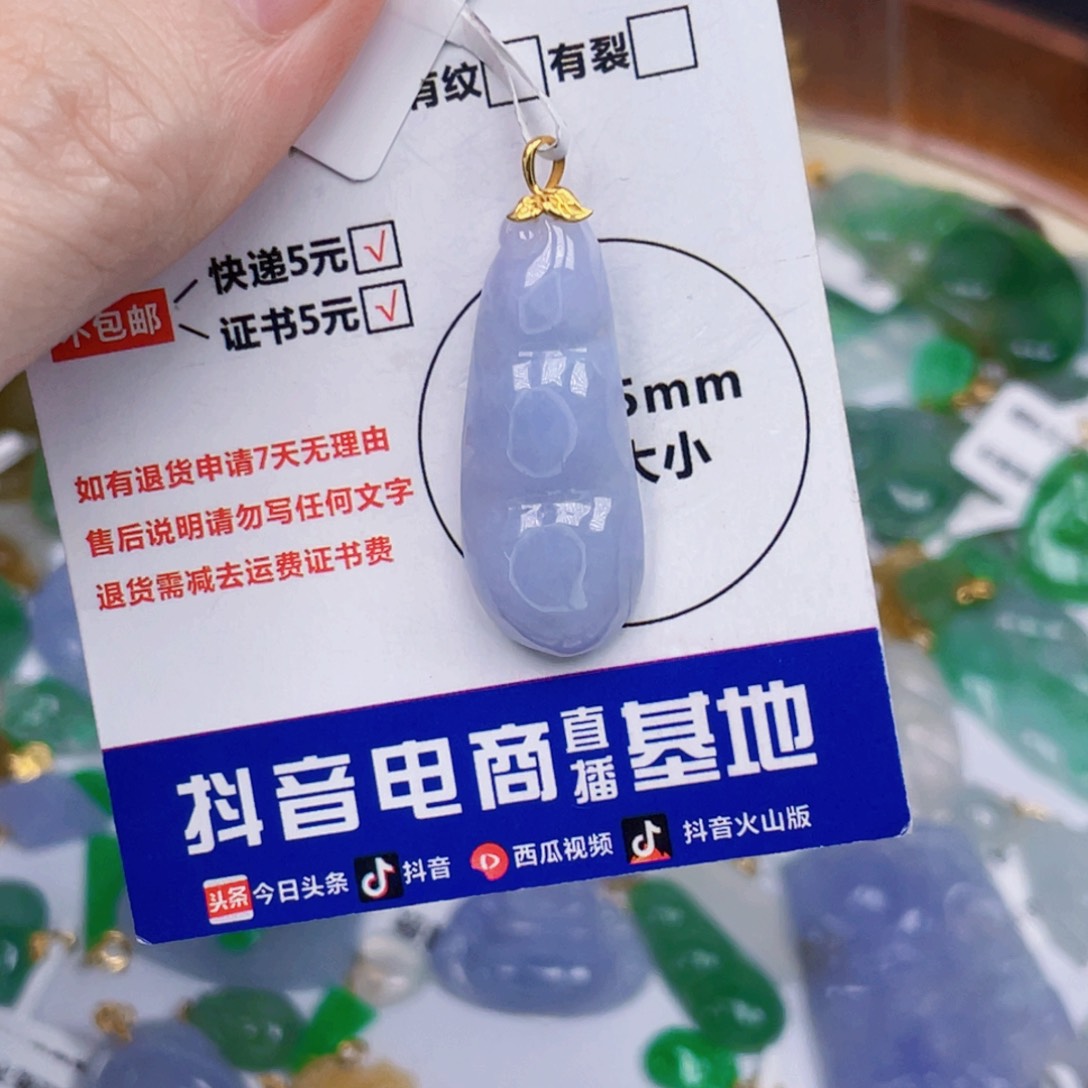 有纹 有裂
快递5元 √
不包邮
证书5元 √
5mm
大小
如有退货申请7天无理由
售后说明请勿写任何文字
退货需减去运费证书费
抖音电商直播基地
头条 今日头条 抖音 西瓜视频 抖音火山版